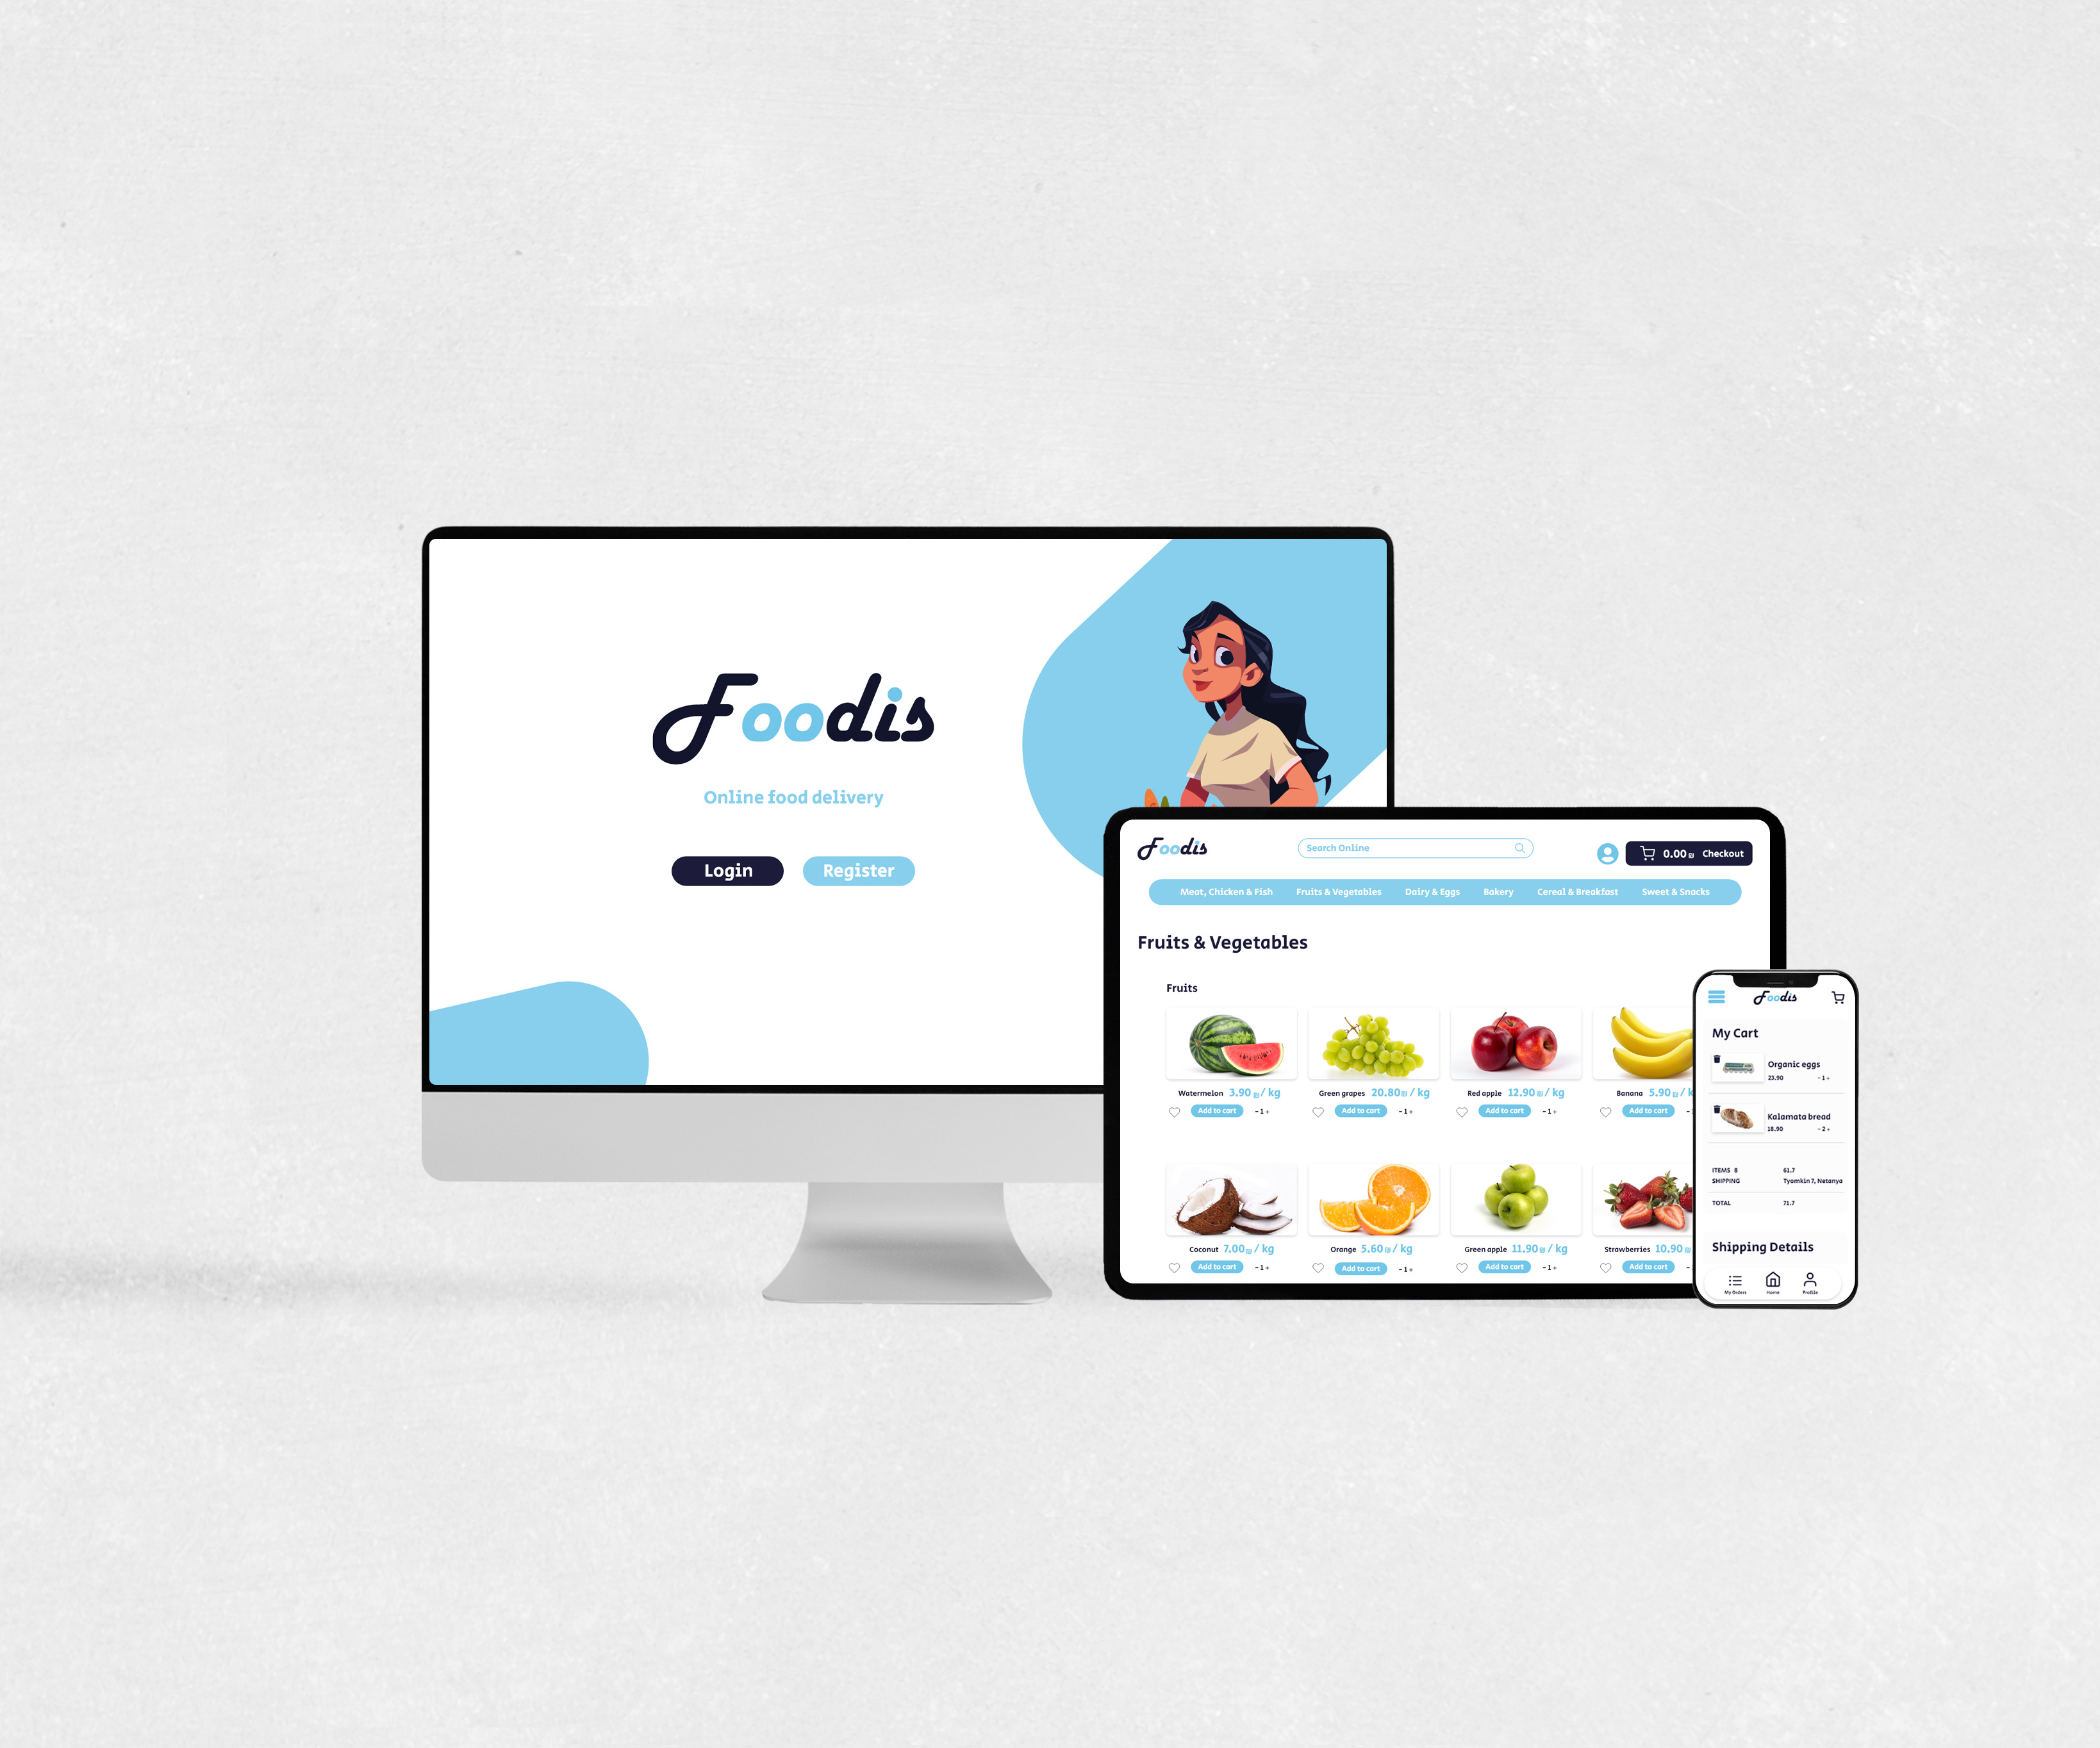 Foodis
Online food delivery
Login Register
Foodis Search Online 0.00 ₪ Checkout
Meat, Chicken & Fish Fruits & Vegetables Dairy & Eggs Bakery Cereal & Breakfast Sweet & Snacks
Fruits & Vegetables
Fruits
Watermelon 3.90 ₪ / kg Green grapes 20.80 ₪ / kg Red apple 12.90 ₪ / kg Banana 5.90 ₪ /
Add to cart - 1 + Add to cart - 1 + Add to cart - 1 + Add to cart -
Coconut 7.00 ₪ / kg Orange 5.60 ₪ / kg Green apple 11.90 ₪ / kg Strawberries 10.90 ₪
Add to cart - 1 + Add to cart - 1 + Add to cart - 1 + Add to cart -
Foodis
My Cart
Organic eggs
23.90 - 1 +
Kalamata bread
18.90 - 2 +
ITEMS 8 61.7
SHIPPING Tyomkin 7, Netanya
TOTAL 71.7
Shipping Details
My Orders Home Profile